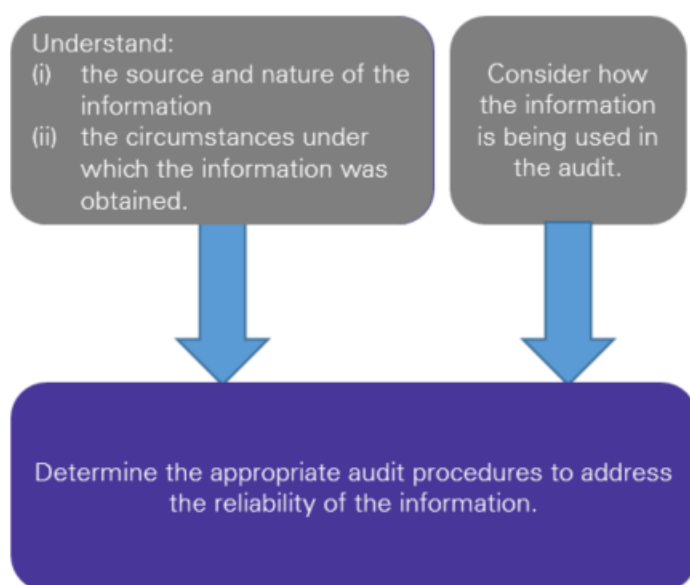 Understand:
(i) the source and nature of the
information
(ii) the circumstances under
which the information was
obtained.
Consider how
the information
is being used in
the audit.
Determine the appropriate audit procedures to address
the reliability of the information.